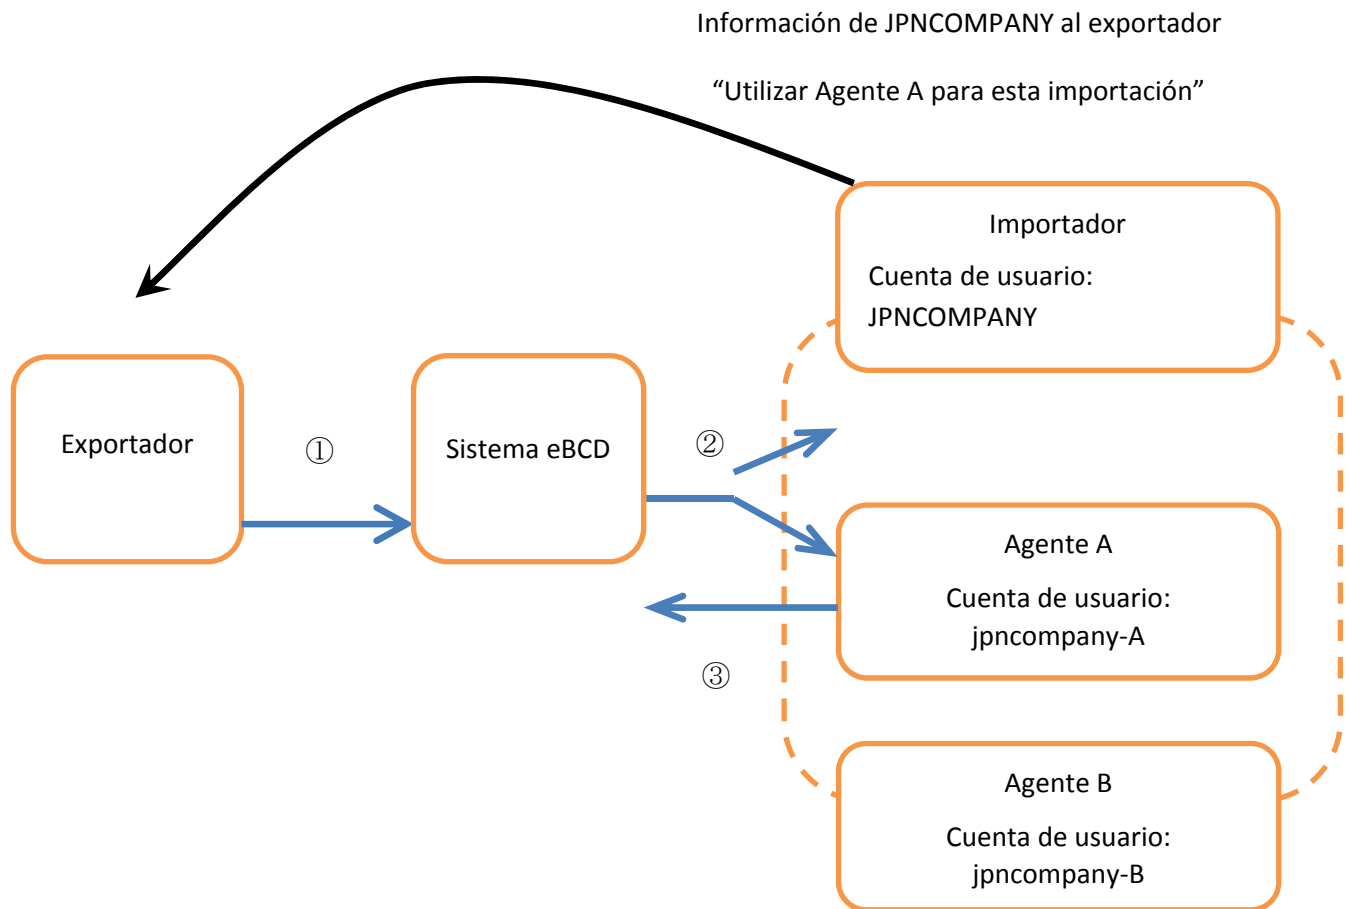 Información de JPNCOMPANY al exportador
“Utilizar Agente A para esta importación”
Importador
Cuenta de usuario:
JPNCOMPANY
Exportador
①
Sistema eBCD
②
Agente A
Cuenta de usuario:
jpncompany-A
③
Agente B
Cuenta de usuario:
jpncompany-B